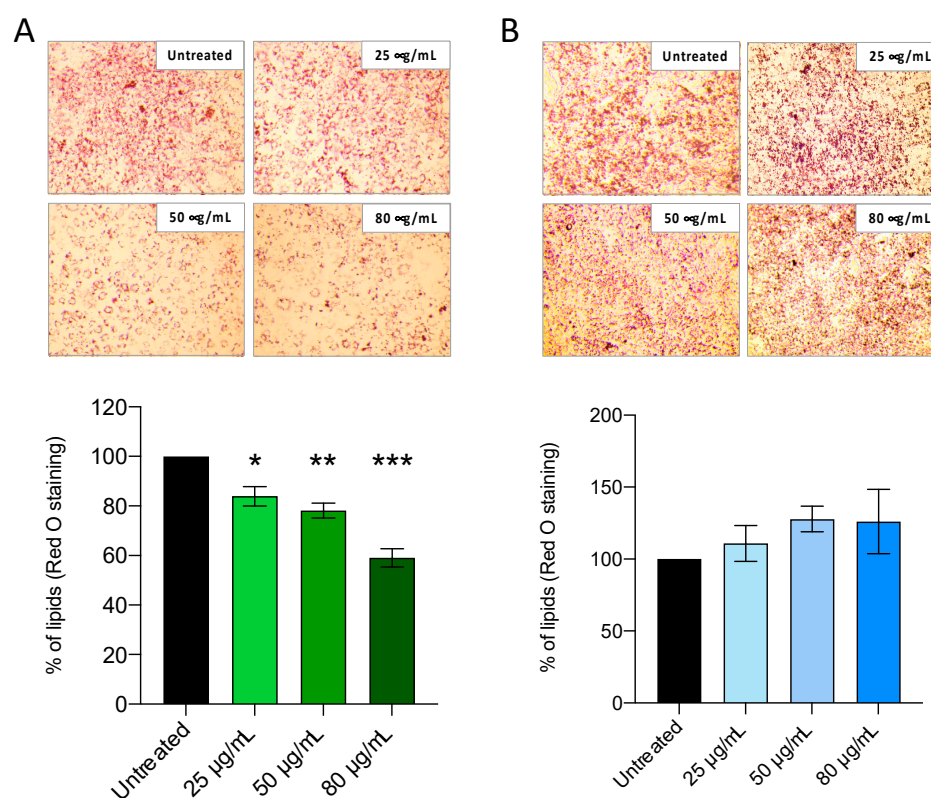 A
Untreated
25 ∝g/mL
50 ∝g/mL
80 ∝g/mL
% of lipids (Red O staining)
120
100
80
60
40
20
0
*
**
***
Untreated
25 µg/mL
50 µg/mL
80 µg/mL
B
Untreated
25 ∝g/mL
50 ∝g/mL
80 ∝g/mL
% of lipids (Red O staining)
200
150
100
50
0
Untreated
25 µg/mL
50 µg/mL
80 µg/mL